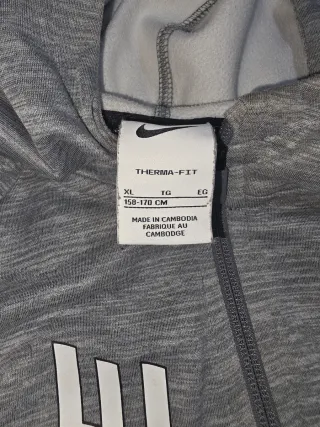 THERMA-FIT
XL TG EG
158-170 CM
MADE IN CAMBODIA
FABRIQUE AU
CAMBODGE